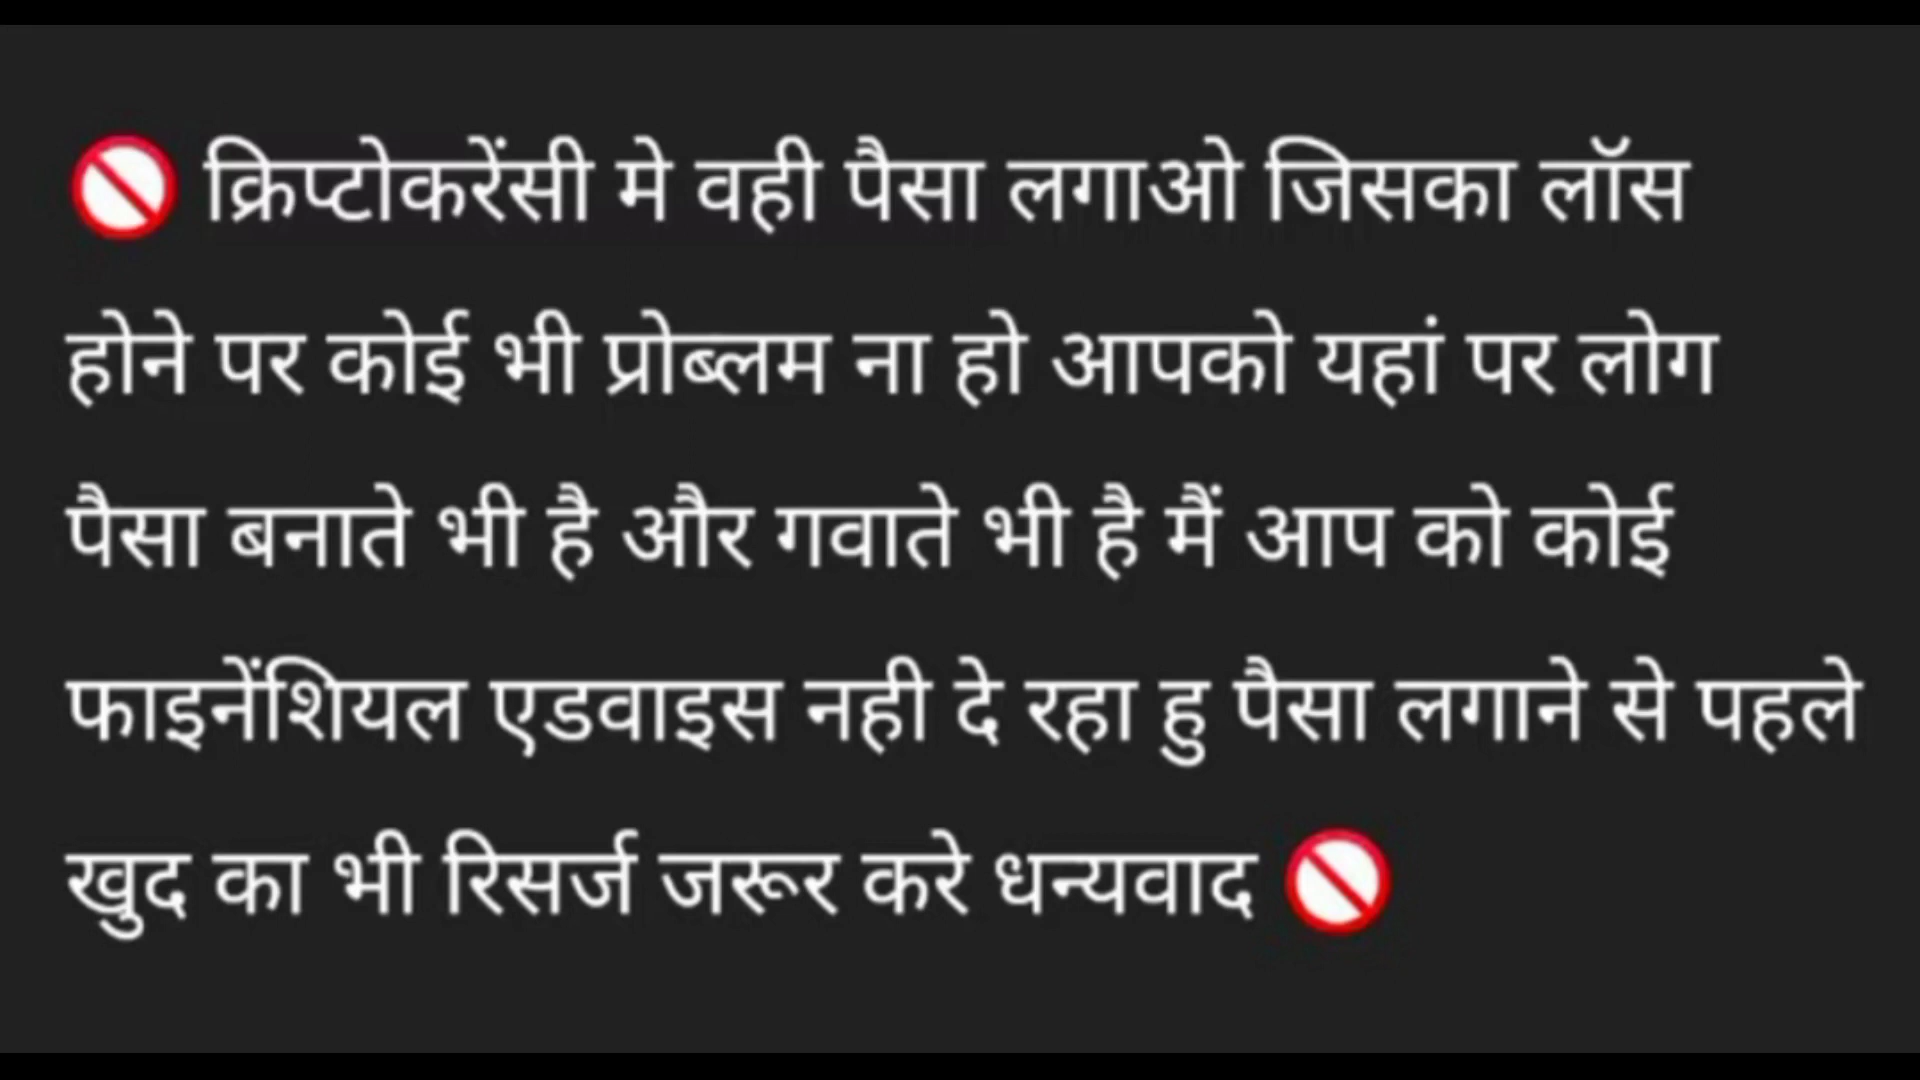 🚫 क्रिप्टोकरेंसी मे वही पैसा लगाओ जिसका लॉस
होने पर कोई भी प्रोब्लम ना हो आपको यहां पर लोग
पैसा बनाते भी है और गवाते भी है मैं आप को कोई
फाइनेंशियल एडवाइस नही दे रहा हु पैसा लगाने से पहले
खुद का भी रिसर्ज जरूर करे धन्यवाद 🚫